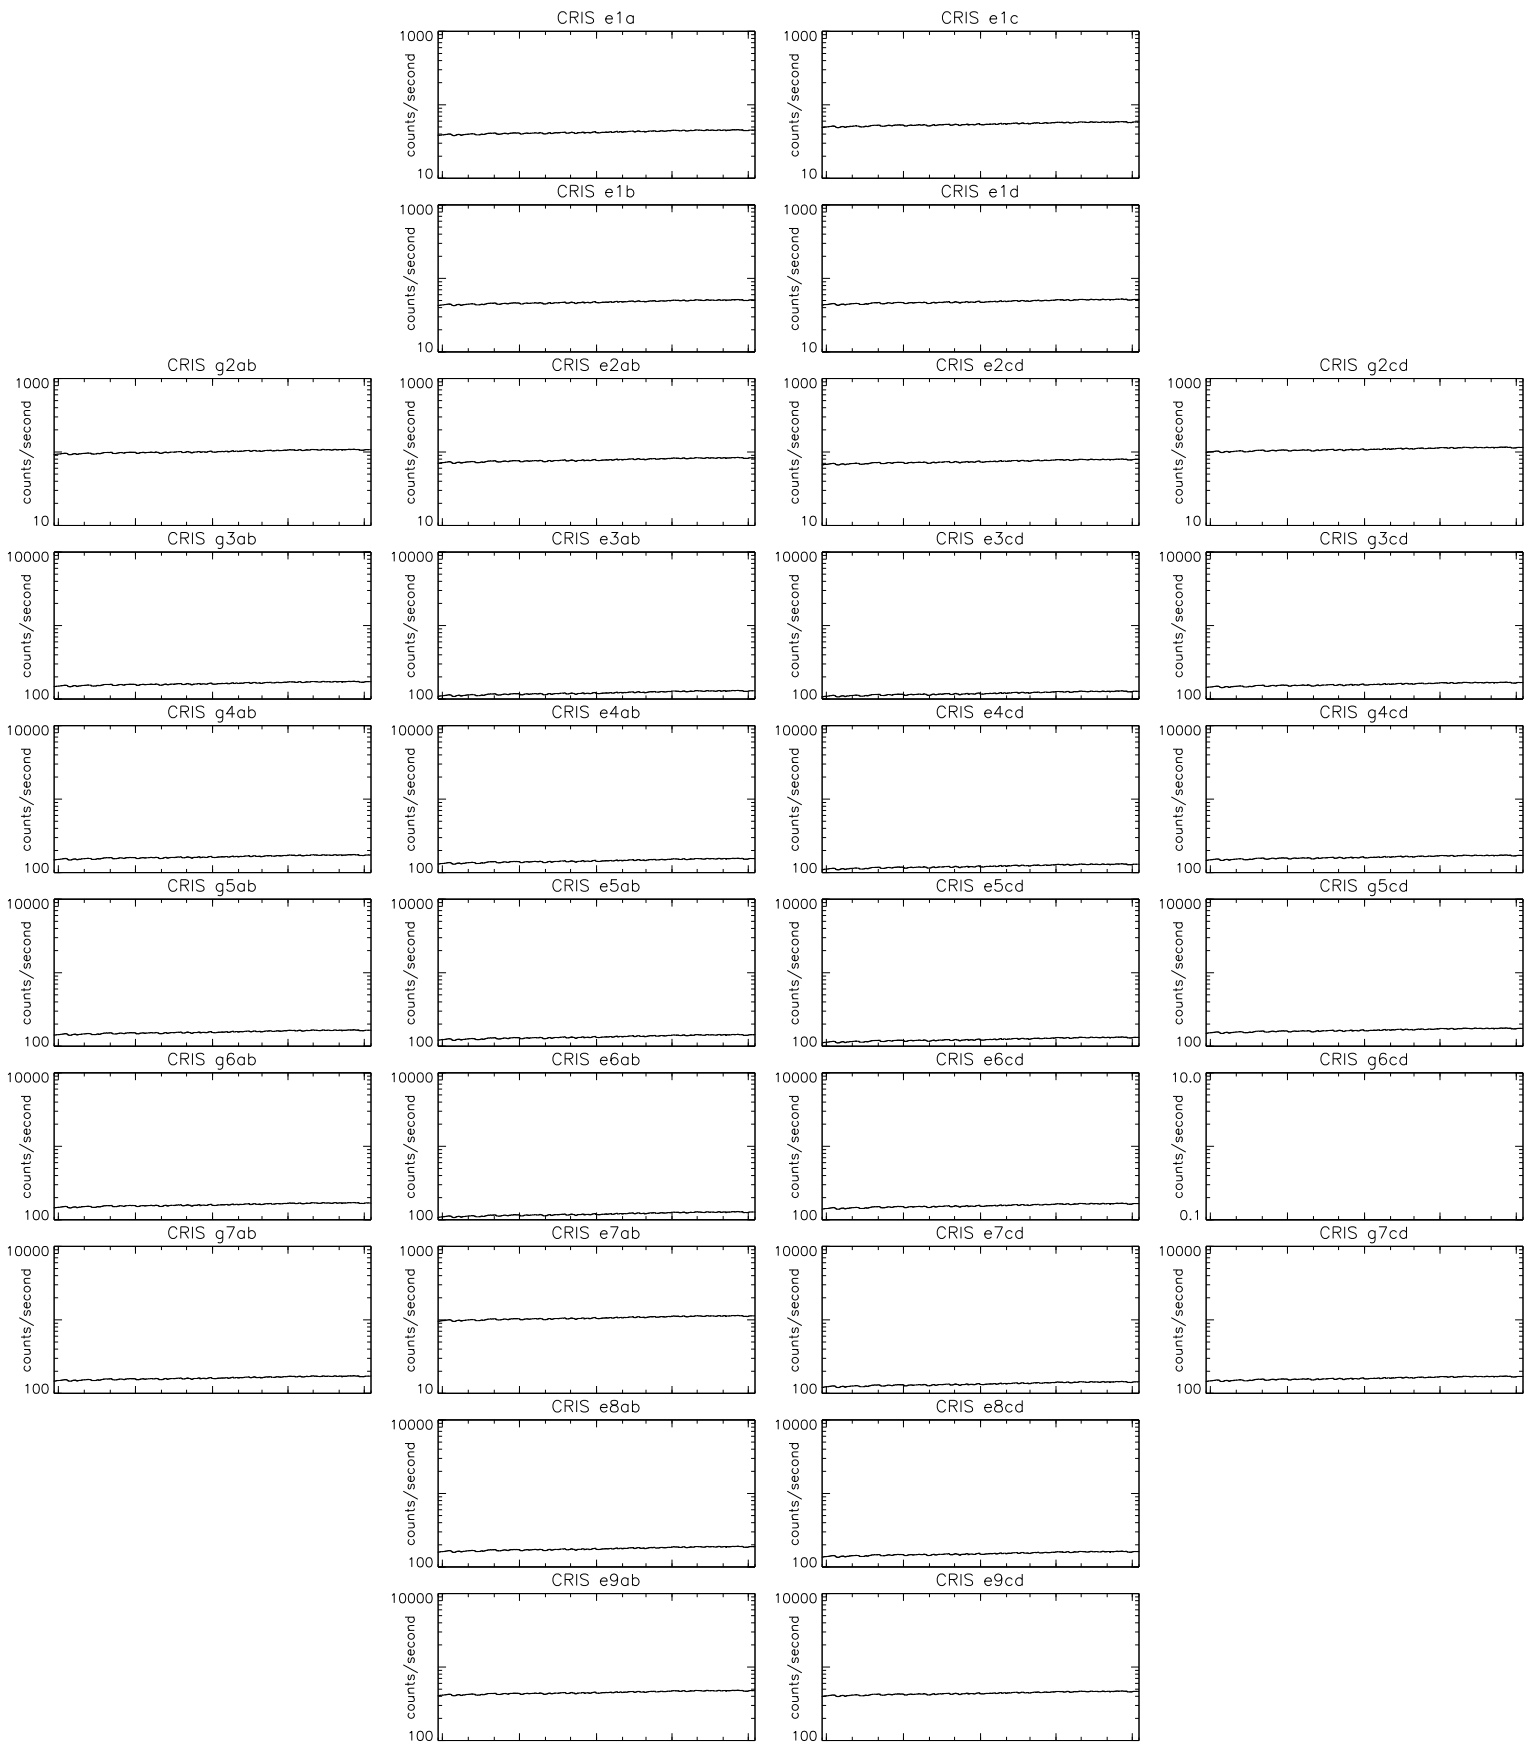 CRIS e1a CRIS e1c
1000 1000
counts/second counts/second
10 10
CRIS e1b CRIS e1d
1000 1000
counts/second counts/second
10 10
CRIS g2ab CRIS e2ab CRIS e2cd CRIS g2cd
1000 1000 1000 1000
counts/second counts/second counts/second counts/second
10 10 10 10
CRIS g3ab CRIS e3ab CRIS e3cd CRIS g3cd
10000 10000 10000 10000
counts/second counts/second counts/second counts/second
100 100 100 100
CRIS g4ab CRIS e4ab CRIS e4cd CRIS g4cd
10000 10000 10000 10000
counts/second counts/second counts/second counts/second
100 100 100 100
CRIS g5ab CRIS e5ab CRIS e5cd CRIS g5cd
10000 10000 10000 10000
counts/second counts/second counts/second counts/second
100 100 100 100
CRIS g6ab CRIS e6ab CRIS e6cd CRIS g6cd
10000 10000 10000 10.0
counts/second counts/second counts/second counts/second
100 100 100 0.1
CRIS g7ab CRIS e7ab CRIS e7cd CRIS g7cd
10000 1000 10000 10000
counts/second counts/second counts/second counts/second
100 10 100 100
CRIS e8ab CRIS e8cd
10000 10000
counts/second counts/second
100 100
CRIS e9ab CRIS e9cd
10000 10000
counts/second counts/second
100 100